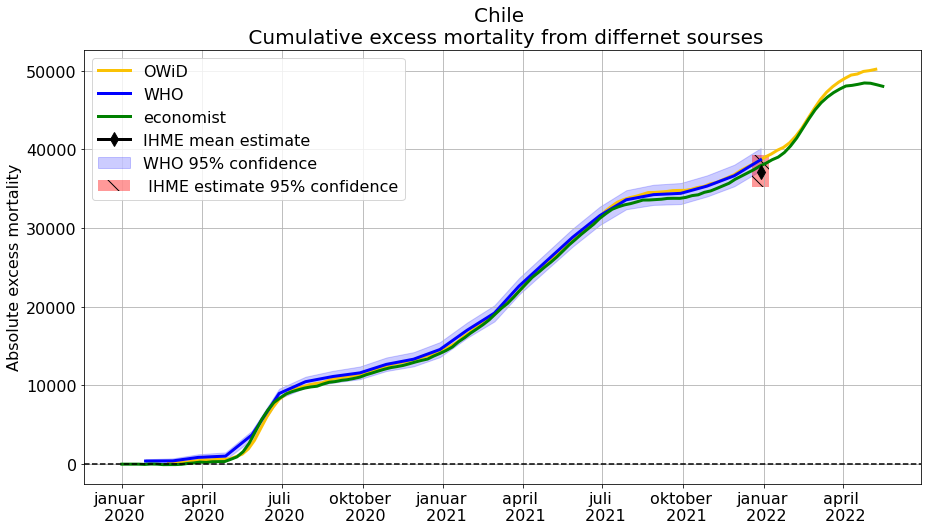 Chile
Cumulative excess mortality from differnet sourses
Absolute excess mortality
50000
40000
30000
20000
10000
0
OWiD
WHO
economist
IHME mean estimate
WHO 95% confidence
IHME estimate 95% confidence
januar
2020
april
2020
juli
2020
oktober
2020
januar
2021
april
2021
juli
2021
oktober
2021
januar
2022
april
2022